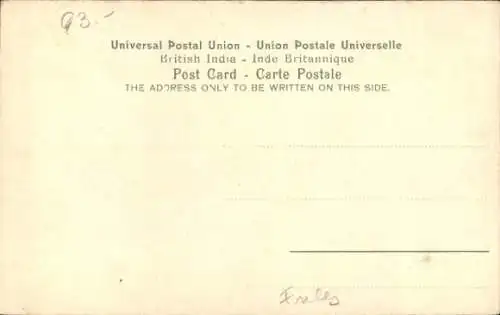 93.-
Universal Postal Union - Union Postale Universelle
British India - Inde Britannique
Post Card - Carte Postale
THE ADDRESS ONLY TO BE WRITTEN ON THIS SIDE.